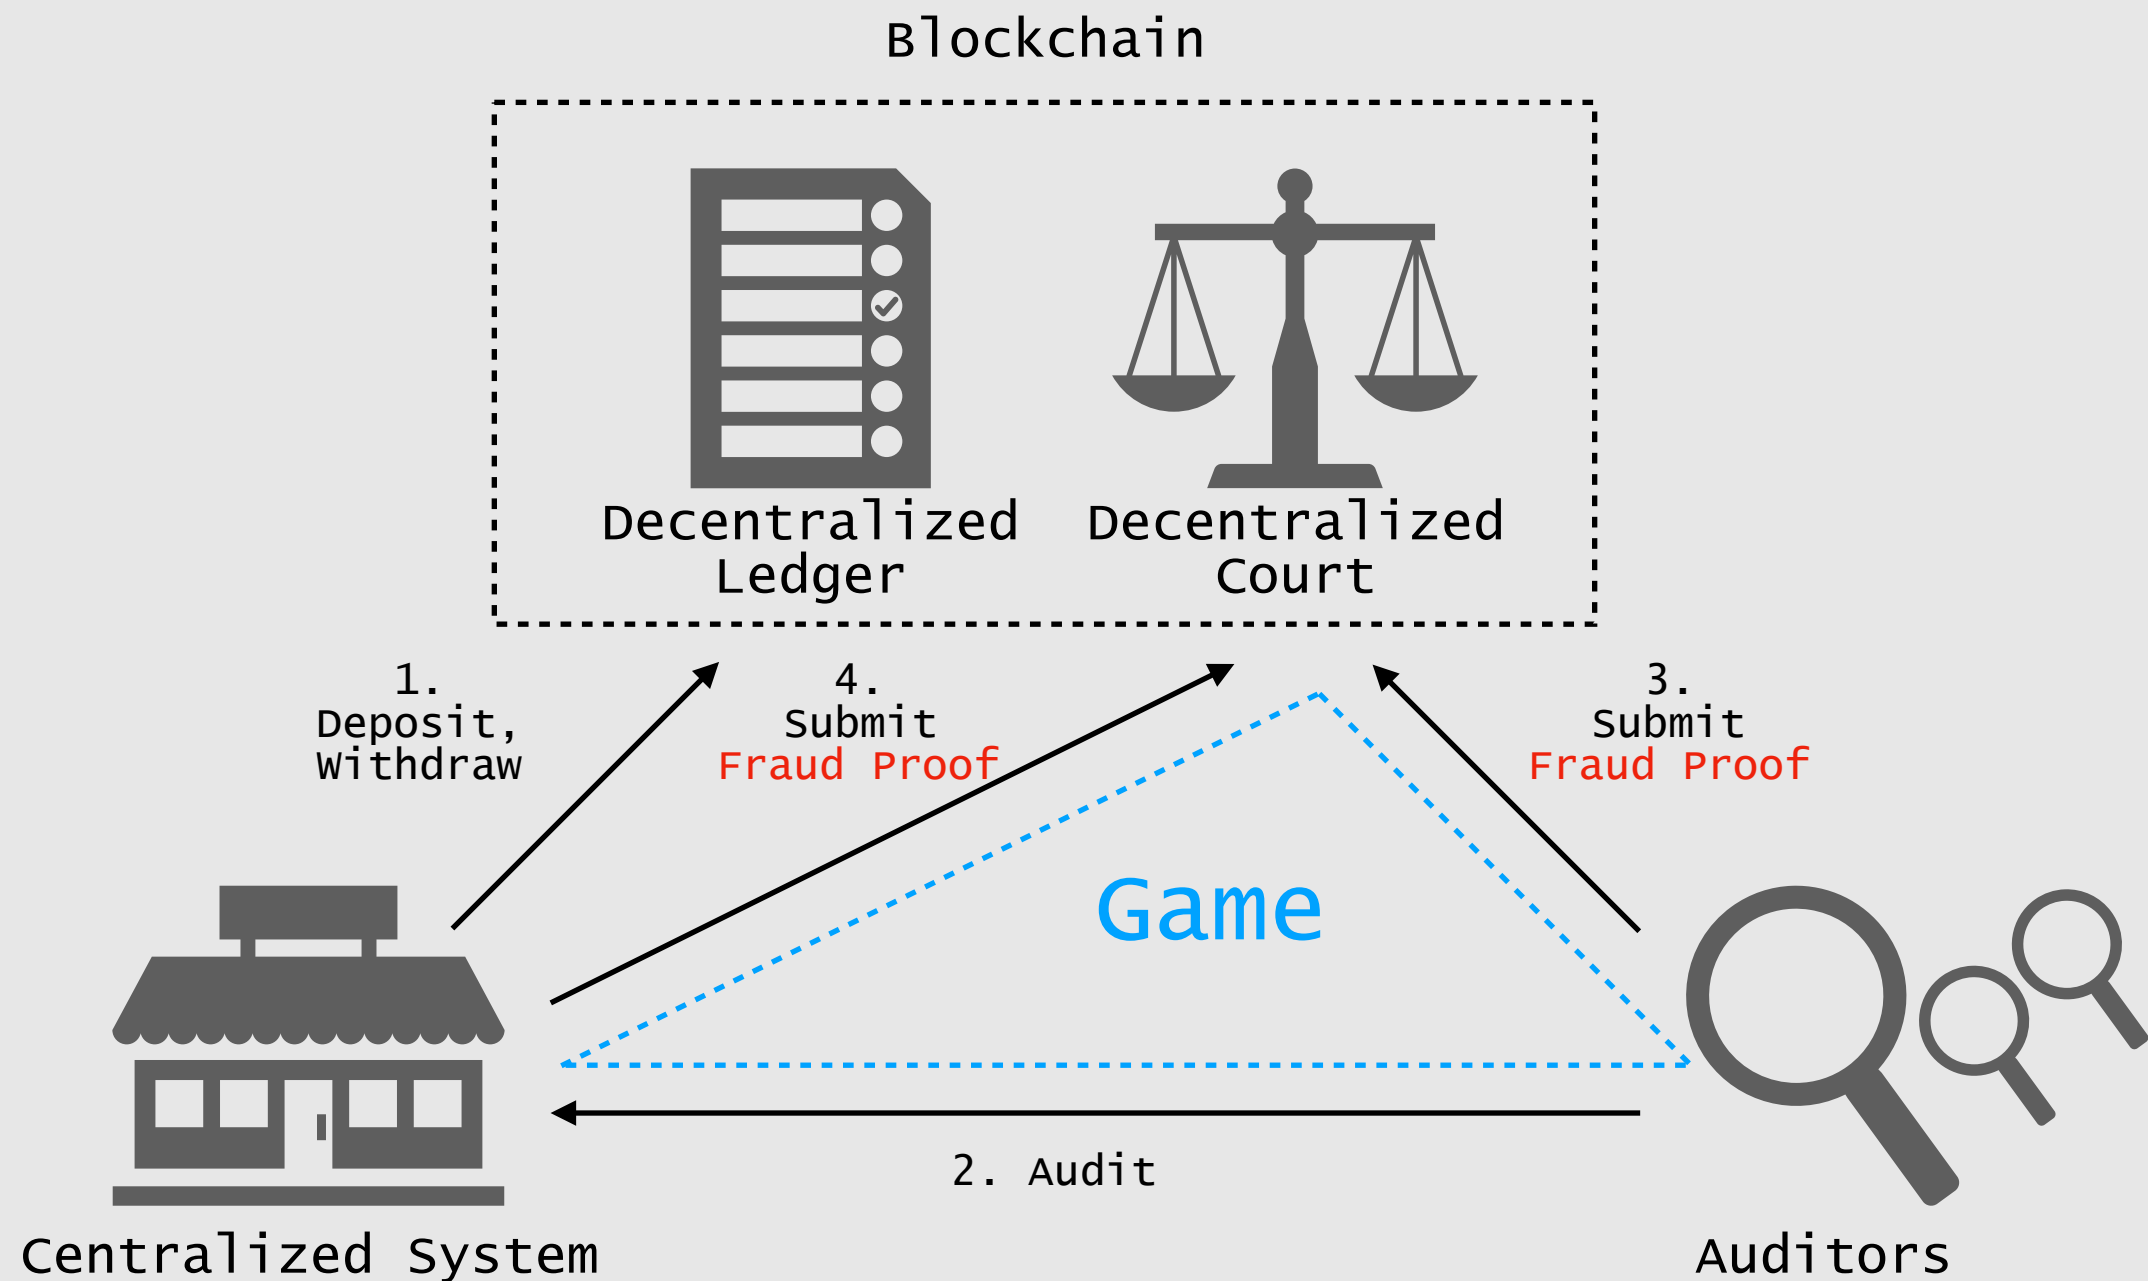 Blockchain
Decentralized
Ledger
Decentralized
Court
1.
Deposit,
Withdraw
4.
Submit
Fraud Proof
3.
Submit
Fraud Proof
Game
2. Audit
Centralized System
Auditors